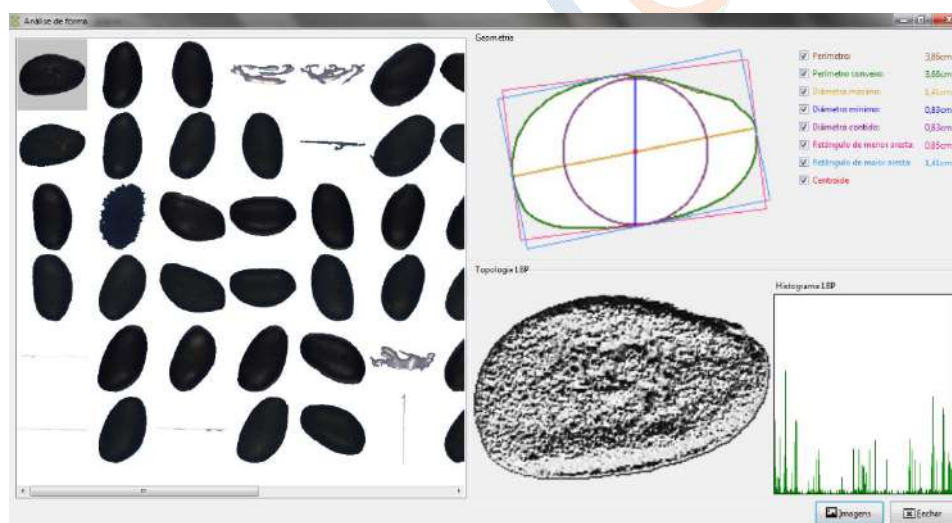 Análise de forma
Geometria
Perímetro: 3,86cm
Perímetro convexo: 3,66cm
Diâmetro máximo: 1,41cm
Diâmetro mínimo: 0,83cm
Diâmetro contido: 0,83cm
Retângulo de menor aresta: 0,85cm
Retângulo de maior aresta: 1,41cm
Centroide
Topologia LBP
Histograma LBP
Imagens
Fechar